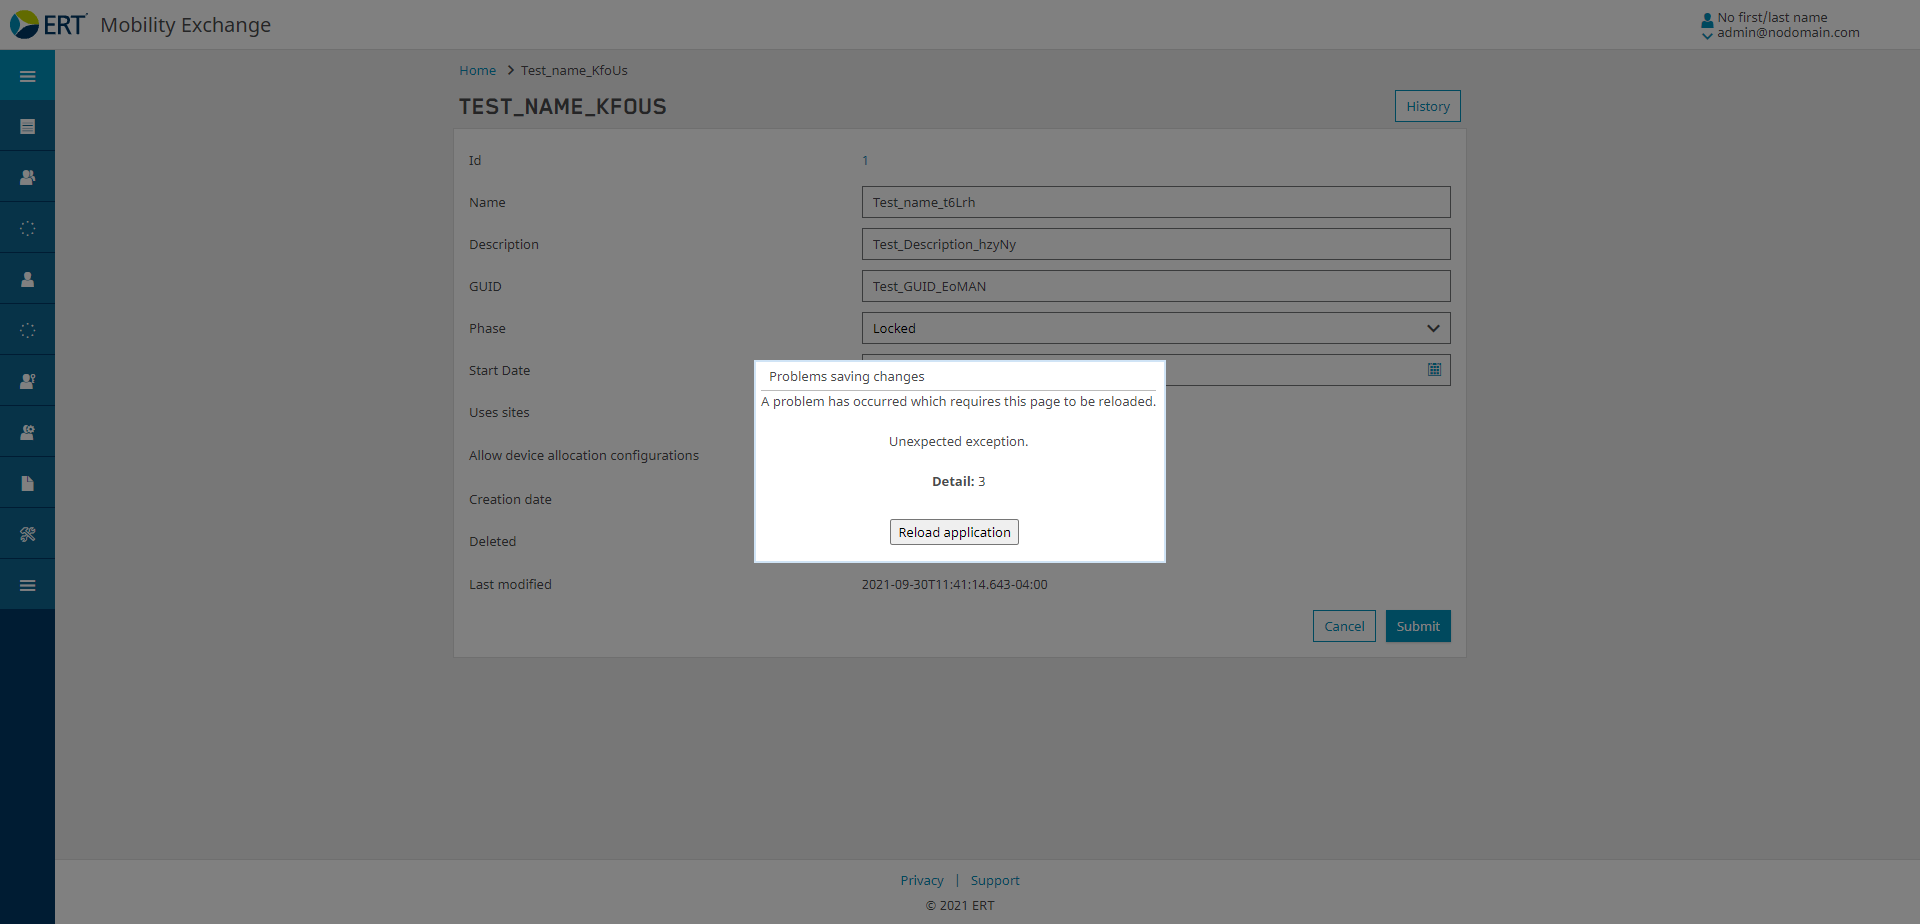 ERT Mobility Exchange
No first/last name
admin@nodomain.com
Home > Test_name_KfoUs
TEST_NAME_KFOUS
History
Id 1
Name Test_name_t6Lrh
Description Test_Description_hzyNy
GUID Test_GUID_EoMAN
Phase Locked
Start Date
Problems saving changes
A problem has occurred which requires this page to be reloaded.
Uses sites
Unexpected exception.
Allow device allocation configurations
Detail: 3
Creation date
Reload application
Deleted
Last modified 2021-09-30T11:41:14.643-04:00
Cancel Submit
Privacy | Support
© 2021 ERT